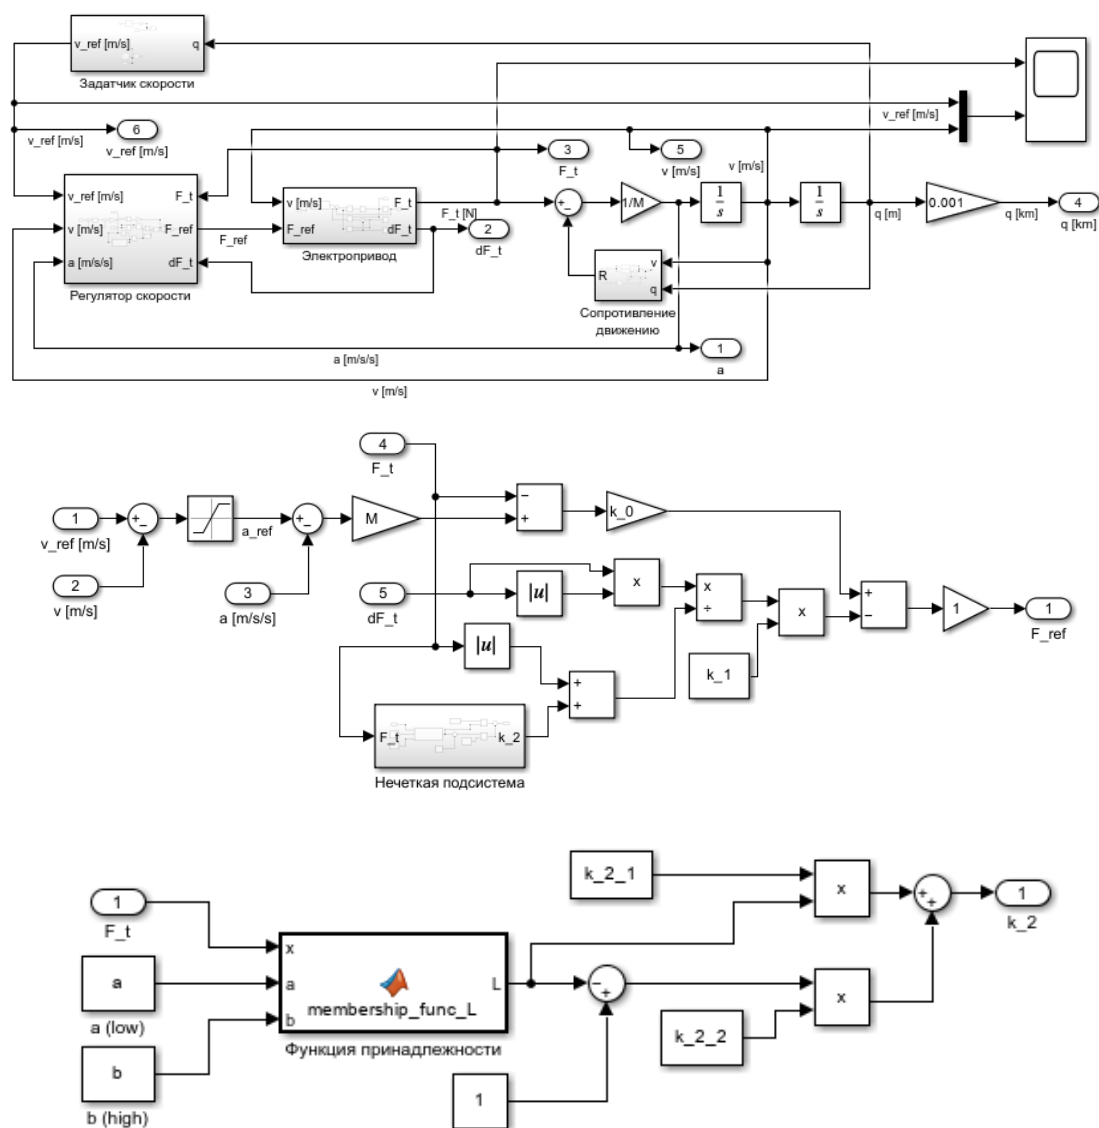 v_ref [m/s]
q
Задатчик скорости
v_ref [m/s]
6
v_ref [m/s]
v_ref [m/s]
3
F_t
5
v [m/s]
v [m/s]
v_ref [m/s]
F_t
v [m/s]
F_ref
a [m/s/s]
dF_t
Регулятор скорости
F_ref
v [m/s]
F_t
F_ref
dF_t
Электропривод
F_t [N]
2
dF_t
+
−
1/M
1
s
1
s
q [m]
0.001
q [km]
4
q [km]
R
v
q
Сопротивление
движению
a [m/s/s]
1
a
v [m/s]
4
F_t
1
v_ref [m/s]
+
−
a_ref
+
−
M
−
+
k_0
2
v [m/s]
3
a [m/s/s]
5
dF_t
|u|
x
x
÷
x
+
−
1
1
F_ref
|u|
+
+
k_1
F_t
k_2
Нечеткая подсистема
1
F_t
a
a (low)
b
b (high)
x
a
b
L
membership_func_L
Функция принадлежности
1
−
+
k_2_1
x
k_2_2
x
+
+
1
k_2